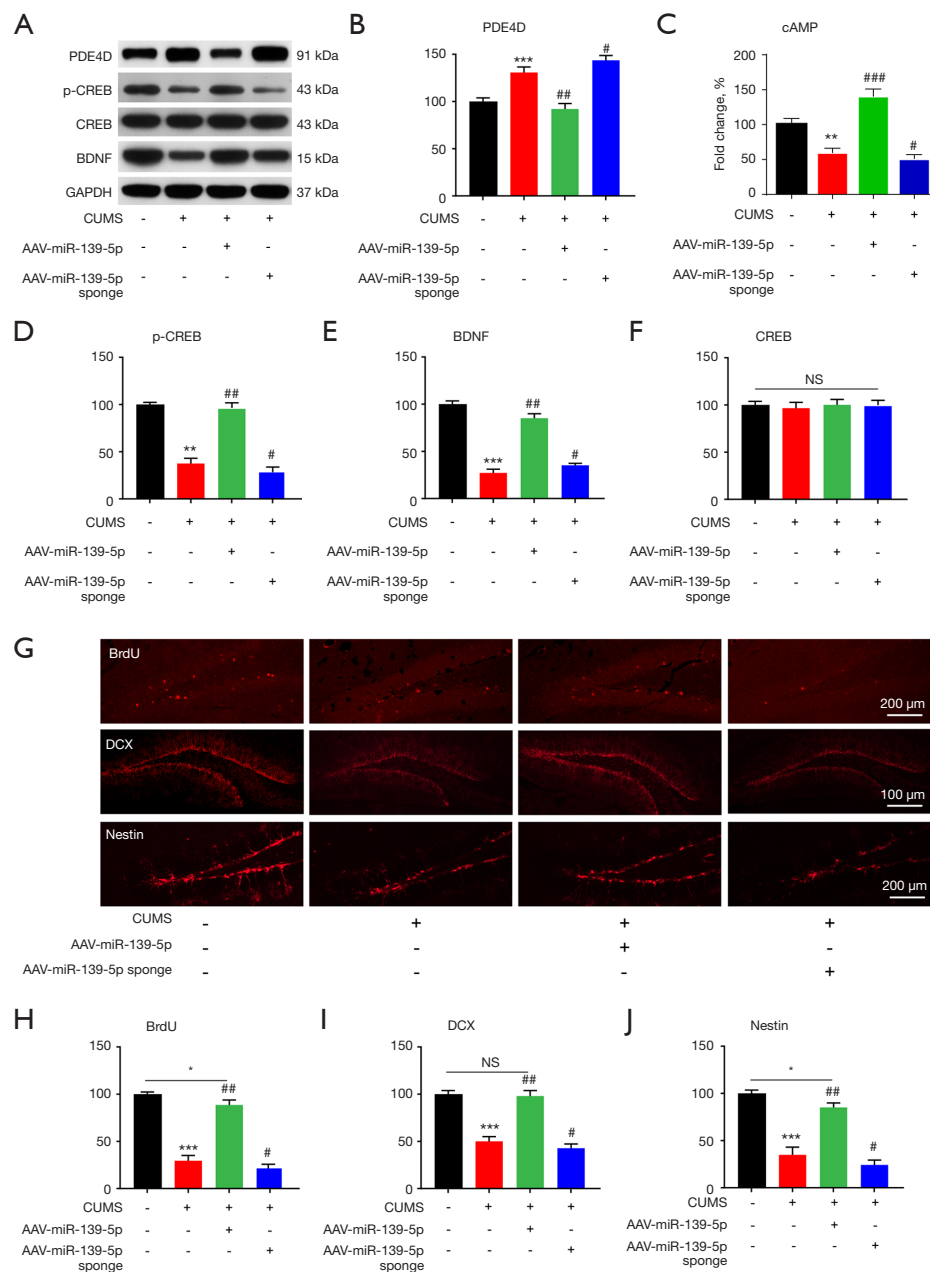 A
PDE4D 91 kDa
p-CREB 43 kDa
CREB 43 kDa
BDNF 15 kDa
GAPDH 37 kDa
CUMS - + + +
AAV-miR-139-5p - - + -
AAV-miR-139-5p - - - +
sponge
B
PDE4D
150
100
50
0
***
##
#
CUMS - + + +
AAV-miR-139-5p - - + -
AAV-miR-139-5p - - - +
sponge
C
cAMP
Fold change, %
200
150
100
50
0
**
###
#
CUMS - + + +
AAV-miR-139-5p - - + -
AAV-miR-139-5p - - - +
sponge
D
p-CREB
150
100
50
0
**
##
#
CUMS - + + +
AAV-miR-139-5p - - + -
AAV-miR-139-5p - - - +
sponge
E
BDNF
150
100
50
0
***
##
#
CUMS - + + +
AAV-miR-139-5p - - + -
AAV-miR-139-5p - - - +
sponge
F
CREB
150
100
50
0
NS
CUMS - + + +
AAV-miR-139-5p - - + -
AAV-miR-139-5p - - - +
sponge
G
BrdU
200 µm
DCX
100 µm
Nestin
200 µm
CUMS - + + +
AAV-miR-139-5p - - + -
AAV-miR-139-5p sponge - - - +
H
BrdU
150
100
50
0
*
***
##
#
CUMS - + + +
AAV-miR-139-5p - - + -
AAV-miR-139-5p - - - +
sponge
I
DCX
150
100
50
0
NS
***
##
#
CUMS - + + +
AAV-miR-139-5p - - + -
AAV-miR-139-5p - - - +
sponge
J
Nestin
150
100
50
0
*
***
##
#
CUMS - + + +
AAV-miR-139-5p - - + -
AAV-miR-139-5p - - - +
sponge